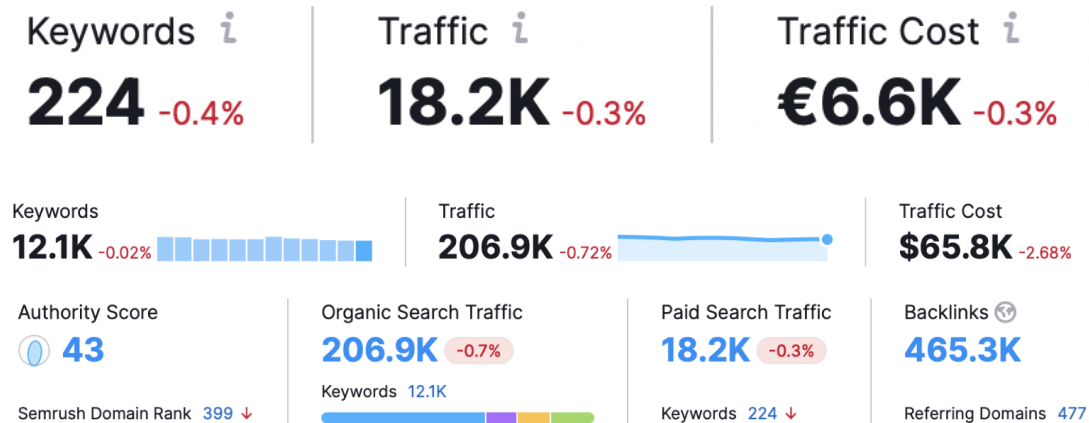 Keywords i Traffic i Traffic Cost i
224 -0.4% 18.2K -0.3% €6.6K -0.3%
Keywords Traffic Traffic Cost
12.1K -0.02% 206.9K -0.72% $65.8K -2.68%
Authority Score Organic Search Traffic Paid Search Traffic Backlinks
43 206.9K -0.7% 18.2K -0.3% 465.3K
Keywords 12.1K
Semrush Domain Rank 399 ↓ Keywords 224 ↓ Referring Domains 477